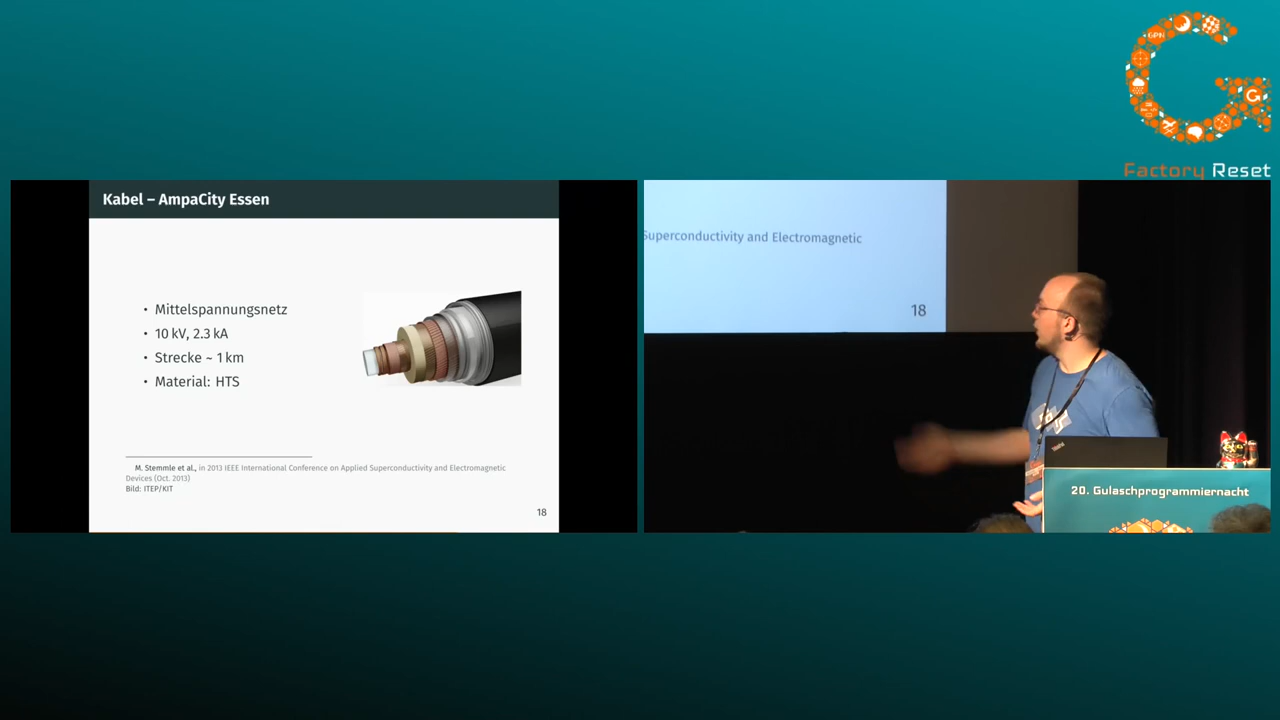 GPN
Factory Reset
Kabel – AmpaCity Essen
• Mittelspannungsnetz
• 10 kV, 2.3 kA
• Strecke ~ 1 km
• Material: HTS
M. Stemmle et al., in 2013 IEEE International Conference on Applied Superconductivity and Electromagnetic
Devices (Oct. 2013)
Bild: ITEP/KIT
18
Superconductivity and Electromagnetic
18
20. Gulaschprogrammiernacht